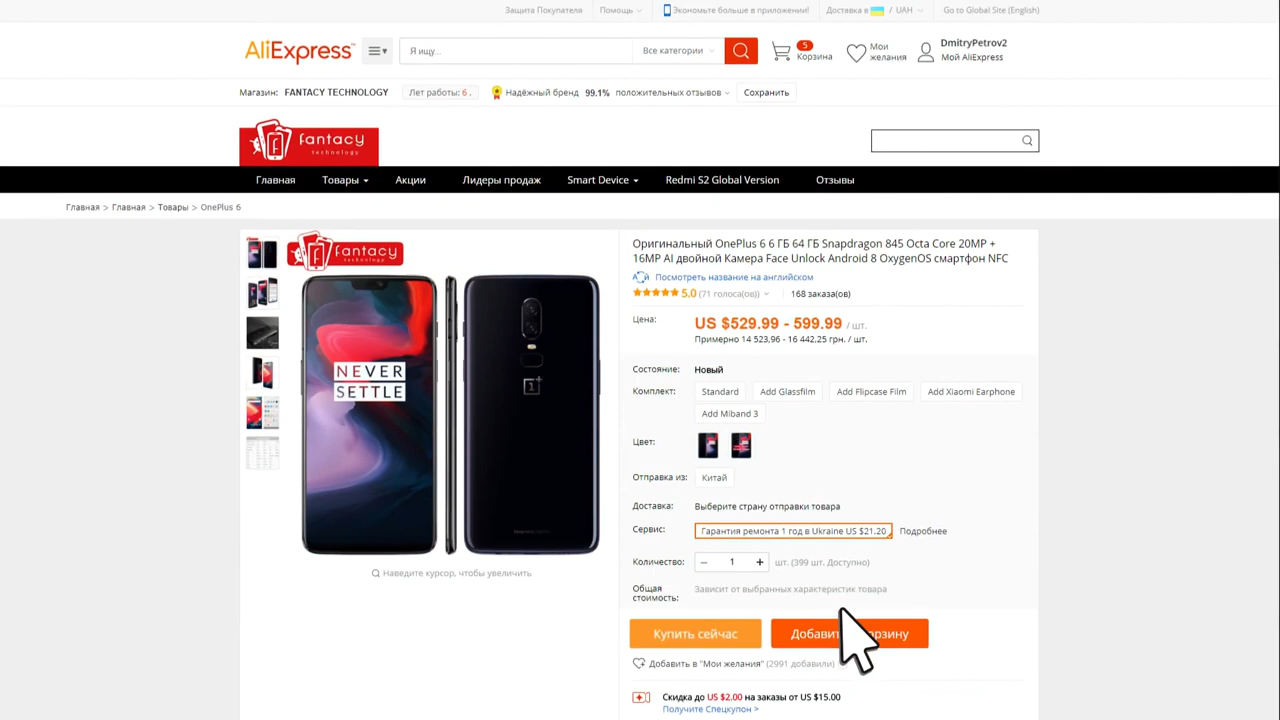 Защита Покупателя Помощь Экономьте больше в приложении! Доставка в / UAH Go to Global Site (English)
AliExpress™ Я ищу... Все категории 5 Корзина Мои желания DmitryPetrov2 Мой AliExpress
Магазин: FANTACY TECHNOLOGY Лет работы: 6 . Надёжный бренд 99.1% положительных отзывов Сохранить
fantacy
technology
Главная Товары Акции Лидеры продаж Smart Device Redmi S2 Global Version Отзывы
Главная > Главная > Товары > OnePlus 6
fantacy
technology
NEVER
SETTLE
1+
Наведите курсор, чтобы увеличить
Оригинальный OnePlus 6 6 ГБ 64 ГБ Snapdragon 845 Octa Core 20MP +
16MP AI двойной Камера Face Unlock Android 8 OxygenOS смартфон NFC
Посмотреть название на английском
5.0 (71 голоса(ов)) 168 заказа(ов)
Цена: US $529.99 - 599.99 / шт.
Примерно 14 523,96 - 16 442,25 грн. / шт.
Состояние: Новый
Комплект: Standard Add Glassfilm Add Flipcase Film Add Xiaomi Earphone
Add Miband 3
Цвет:
Отправка из: Китай
Доставка: Выберите страну отправки товара
Сервис: Гарантия ремонта 1 год в Ukraine US $21.20 Подробнее
Количество: – 1 + шт. (399 шт. Доступно)
Общая
стоимость: Зависит от выбранных характеристик товара
Купить сейчас
Добавить рзину
Добавить в "Мои желания" (2991 добавили)
Скидка до US $2.00 на заказы от US $15.00
Получите Спецкупон >